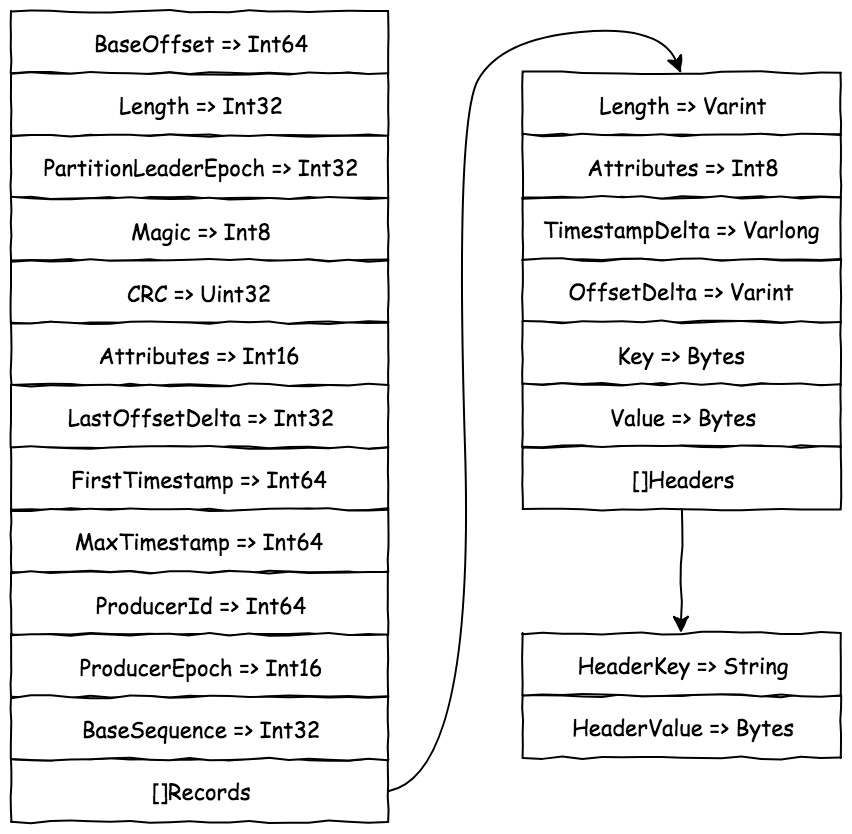 BaseOffset => Int64
Length => Int32
PartitionLeaderEpoch => Int32
Magic => Int8
CRC => Uint32
Attributes => Int16
LastOffsetDelta => Int32
FirstTimestamp => Int64
MaxTimestamp => Int64
ProducerId => Int64
ProducerEpoch => Int16
BaseSequence => Int32
[]Records
Length => Varint
Attributes => Int8
TimestampDelta => Varlong
OffsetDelta => Varint
Key => Bytes
Value => Bytes
[]Headers
HeaderKey => String
HeaderValue => Bytes